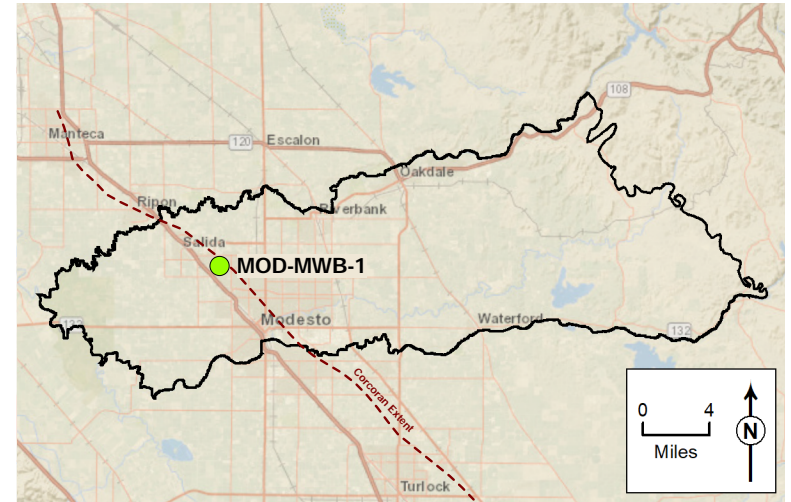 108
Manteca
120
Escalon
Oakdale
Ripon
Riverbank
Salida
MOD-MWB-1
Modesto
Waterford
132
132
Corcoran Extent
Turlock
0 4
Miles
N